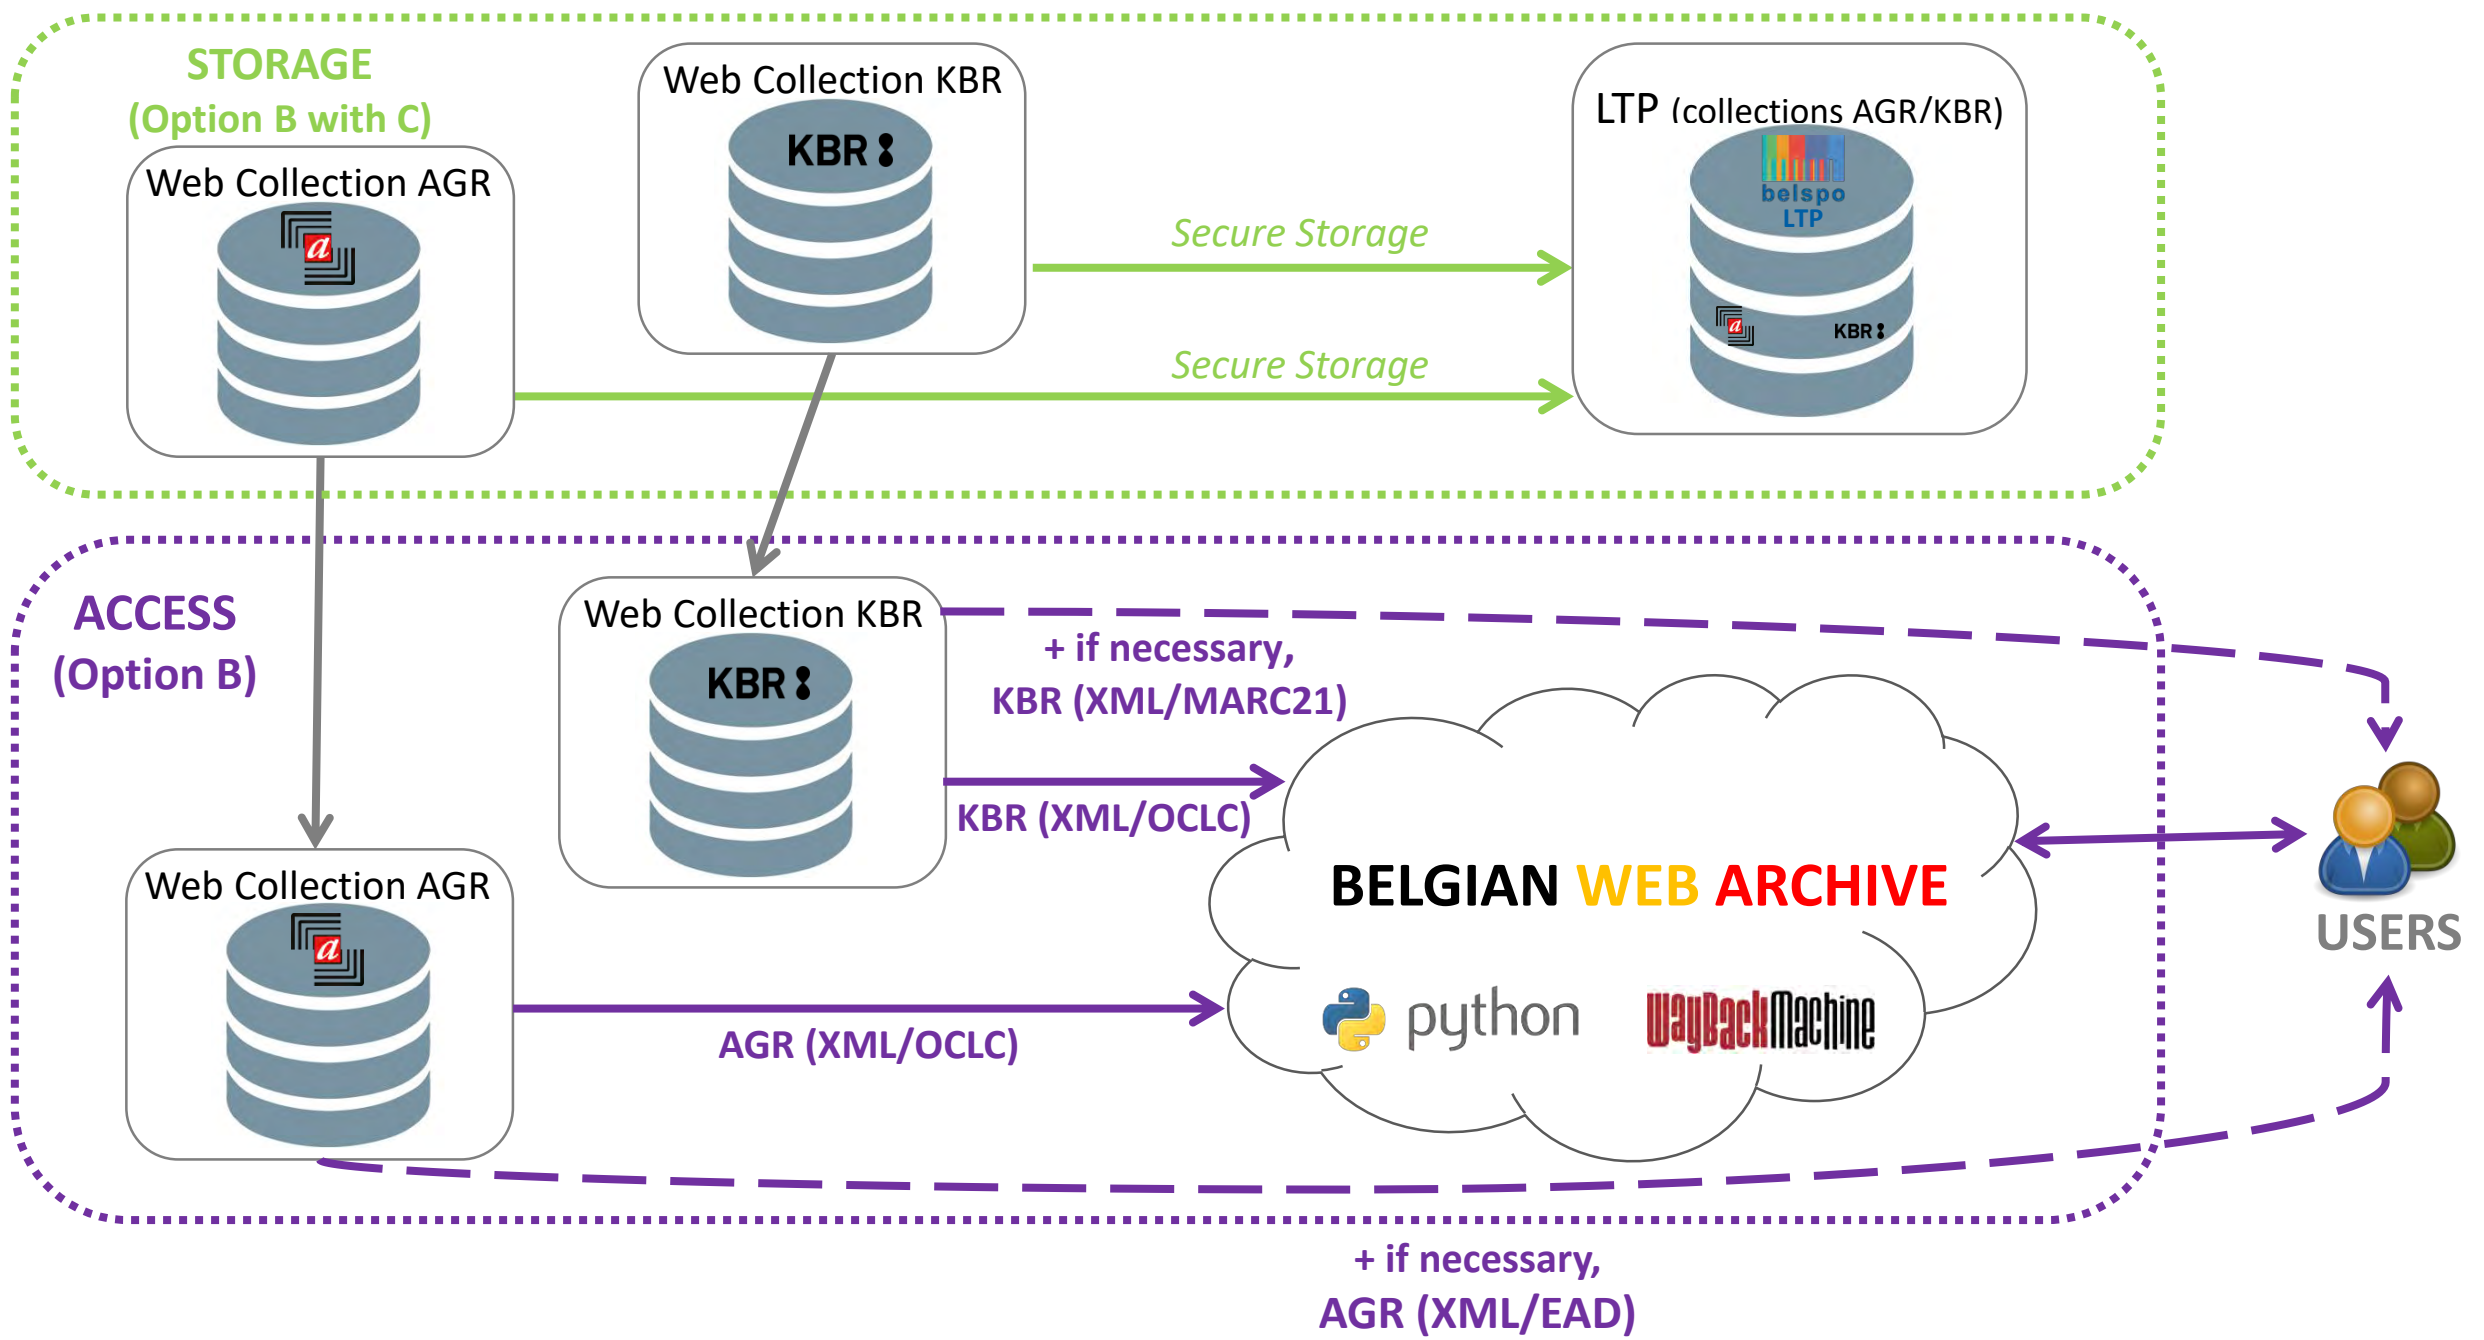 STORAGE
(Option B with C)
Web Collection AGR
a
Web Collection KBR
KBR
Secure Storage
Secure Storage
LTP (collections AGR/KBR)
belspo
LTP
a
KBR
ACCESS
(Option B)
Web Collection KBR
KBR
+ if necessary,
KBR (XML/MARC21)
KBR (XML/OCLC)
Web Collection AGR
a
AGR (XML/OCLC)
BELGIAN WEB ARCHIVE
python
WayBackMachine
USERS
+ if necessary,
AGR (XML/EAD)